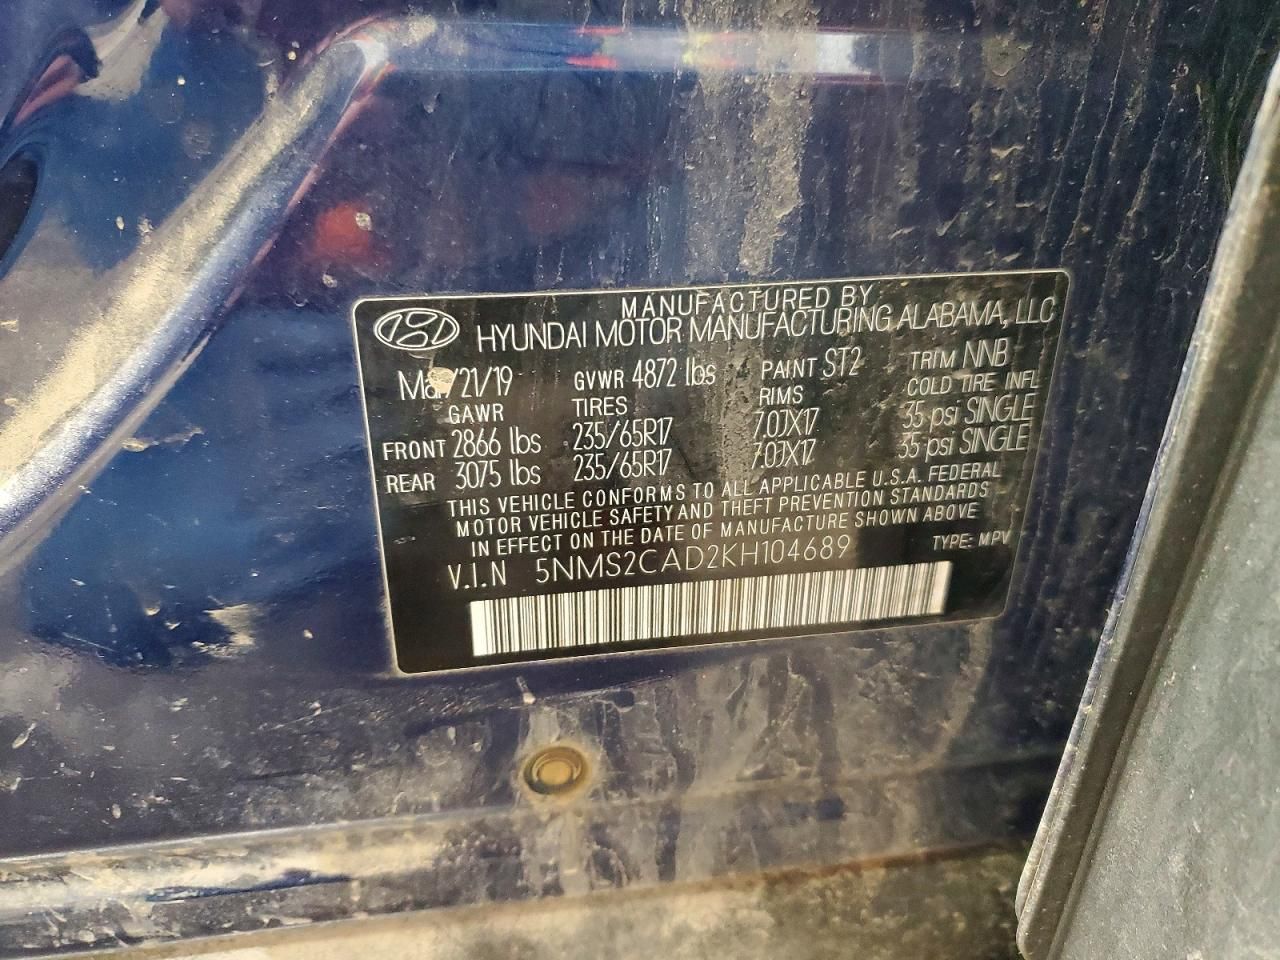 MANUFACTURED BY
HYUNDAI MOTOR MANUFACTURING ALABAMA, LLC
/21/19 GVWR 4872 lbs PAINT ST2 TRIM NNB
GAWR TIRES RIMS COLD TIRE INFL
FRONT 2866 lbs 235/65R17 7.0JX17 35 psi SINGLE
REAR 3075 lbs 235/65R17 7.0JX17 35 psi SINGLE
THIS VEHICLE CONFORMS TO ALL APPLICABLE U.S.A. FEDERAL
MOTOR VEHICLE SAFETY AND THEFT PREVENTION STANDARDS
IN EFFECT ON THE DATE OF MANUFACTURE SHOWN ABOVE
V.I.N 5NMS2CAD2KH104689 TYPE: MPV